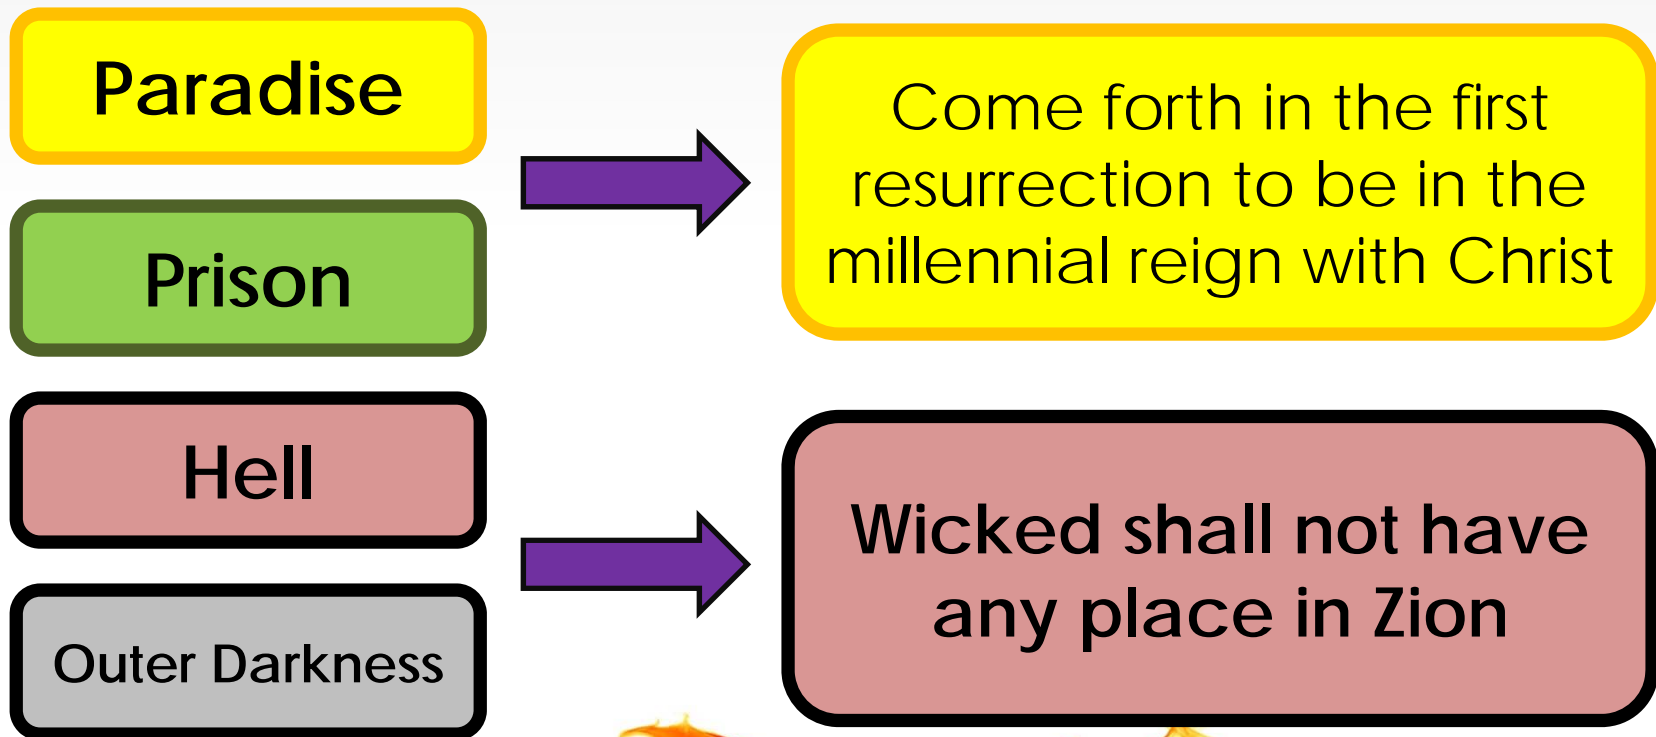 Paradise
Prison
Hell
Outer Darkness
Come forth in the first
resurrection to be in the
millennial reign with Christ
Wicked shall not have
any place in Zion